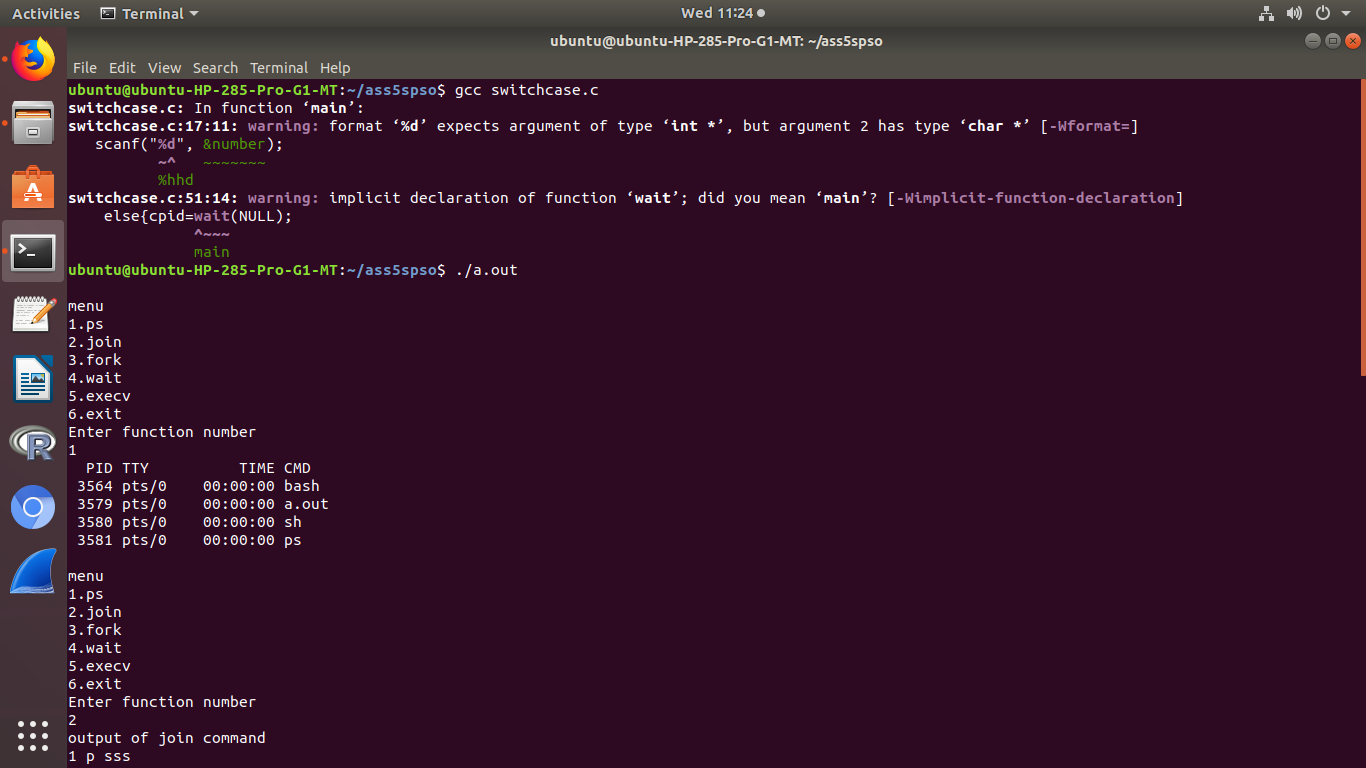 Activities Terminal Wed 11:24
ubuntu@ubuntu-HP-285-Pro-G1-MT: ~/ass5spso
File Edit View Search Terminal Help
ubuntu@ubuntu-HP-285-Pro-G1-MT:~/ass5spso$ gcc switchcase.c
switchcase.c: In function ‘main’:
switchcase.c:17:11: warning: format ‘%d’ expects argument of type ‘int *’, but argument 2 has type ‘char *’ [-Wformat=]
   scanf("%d", &number);
          ~^   ~~~~~~~
          %hhd
switchcase.c:51:14: warning: implicit declaration of function ‘wait’; did you mean ‘main’? [-Wimplicit-function-declaration]
    else{cpid=wait(NULL);
              ^~~~
              main
ubuntu@ubuntu-HP-285-Pro-G1-MT:~/ass5spso$ ./a.out
menu
1.ps
2.join
3.fork
4.wait
5.execv
6.exit
Enter function number
1
  PID TTY          TIME CMD
 3564 pts/0    00:00:00 bash
 3579 pts/0    00:00:00 a.out
 3580 pts/0    00:00:00 sh
 3581 pts/0    00:00:00 ps
menu
1.ps
2.join
3.fork
4.wait
5.execv
6.exit
Enter function number
2
output of join command
1 p sss